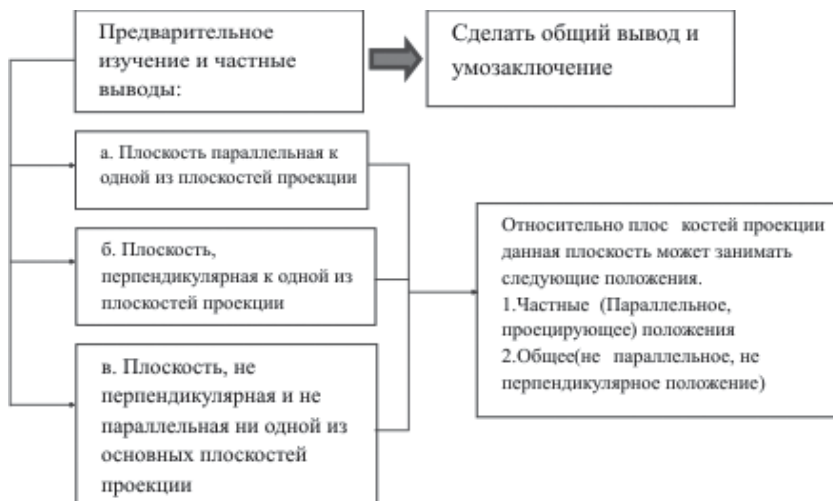 Предварительное
изучение и частные
выводы:
Сделать общий вывод и
умозаключение
а. Плоскость параллельная к
одной из плоскостей проекции
б. Плоскость,
перпендикулярная к одной из
плоскостей проекции
в. Плоскость, не
перпендикулярная и не
параллельная ни одной из
основных плоскостей
проекции
Относительно плос костей проекции
данная плоскость может занимать
следующие положения.
1.Частные (Параллельное,
проецирующее) положения
2.Общее(не параллельное, не
перпендикулярное положение)